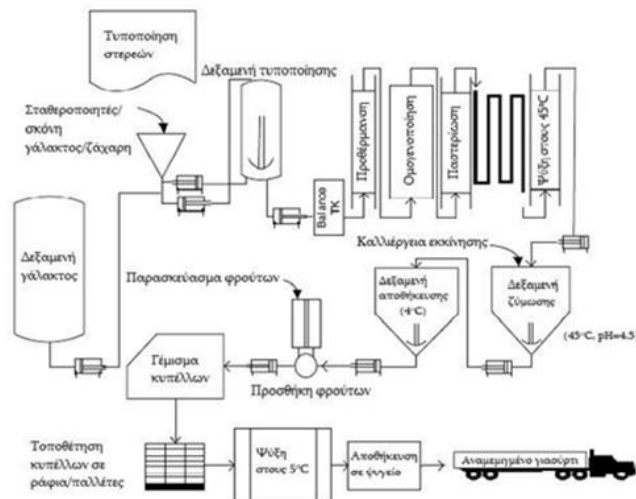 Τυποποίηση
στερεών
Δεξαμενή τυποποίησης
Σταθεροποιητές/
σκόνη
γάλακτος/ζάχαρη
Προθέρμανση
Ομογενοποίηση
Παστερίωση
Ψύξη στους 45°C
Balance
TK
Δεξαμενή
γάλακτος
Καλλιέργεια εκκίνησης
Παρασκεύασμα φρούτων
Δεξαμενή
αποθήκευσης
(4°C)
Δεξαμενή
ζύμωσης
(45°C, pH=4.5)
Γέμισμα
κυπέλλων
Προσθήκη φρούτων
Τοποθέτηση
κυπέλλων σε
ράφια/παλλέτες
Ψύξη
στους 5°C
Αποθήκευση
σε ψυγείο
Αναμεμιγμένο γιαούρτι